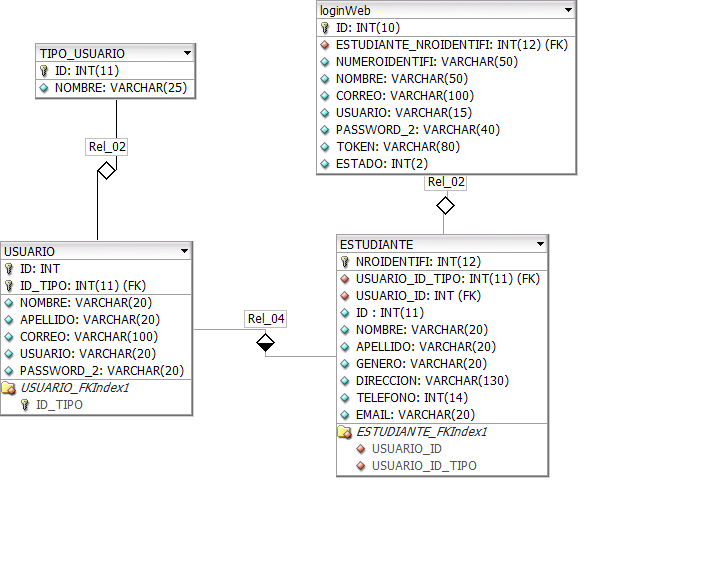 loginWeb
ID: INT(10)
ESTUDIANTE_NROIDENTIFI: INT(12) (FK)
NUMEROIDENTIFI: VARCHAR(50)
NOMBRE: VARCHAR(50)
CORREO: VARCHAR(100)
USUARIO: VARCHAR(15)
PASSWORD_2: VARCHAR(40)
TOKEN: VARCHAR(80)
ESTADO: INT(2)
TIPO_USUARIO
ID: INT(11)
NOMBRE: VARCHAR(25)
Rel_02
Rel_02
USUARIO
ID: INT
ID_TIPO: INT(11) (FK)
NOMBRE: VARCHAR(20)
APELLIDO: VARCHAR(20)
CORREO: VARCHAR(100)
USUARIO: VARCHAR(20)
PASSWORD_2: VARCHAR(20)
USUARIO_FKIndex1
ID_TIPO
Rel_04
ESTUDIANTE
NROIDENTIFI: INT(12)
USUARIO_ID_TIPO: INT(11) (FK)
USUARIO_ID: INT (FK)
ID : INT(11)
NOMBRE: VARCHAR(20)
APELLIDO: VARCHAR(20)
GENERO: VARCHAR(20)
DIRECCION: VARCHAR(130)
TELEFONO: INT(14)
EMAIL: VARCHAR(20)
ESTUDIANTE_FKIndex1
USUARIO_ID
USUARIO_ID_TIPO